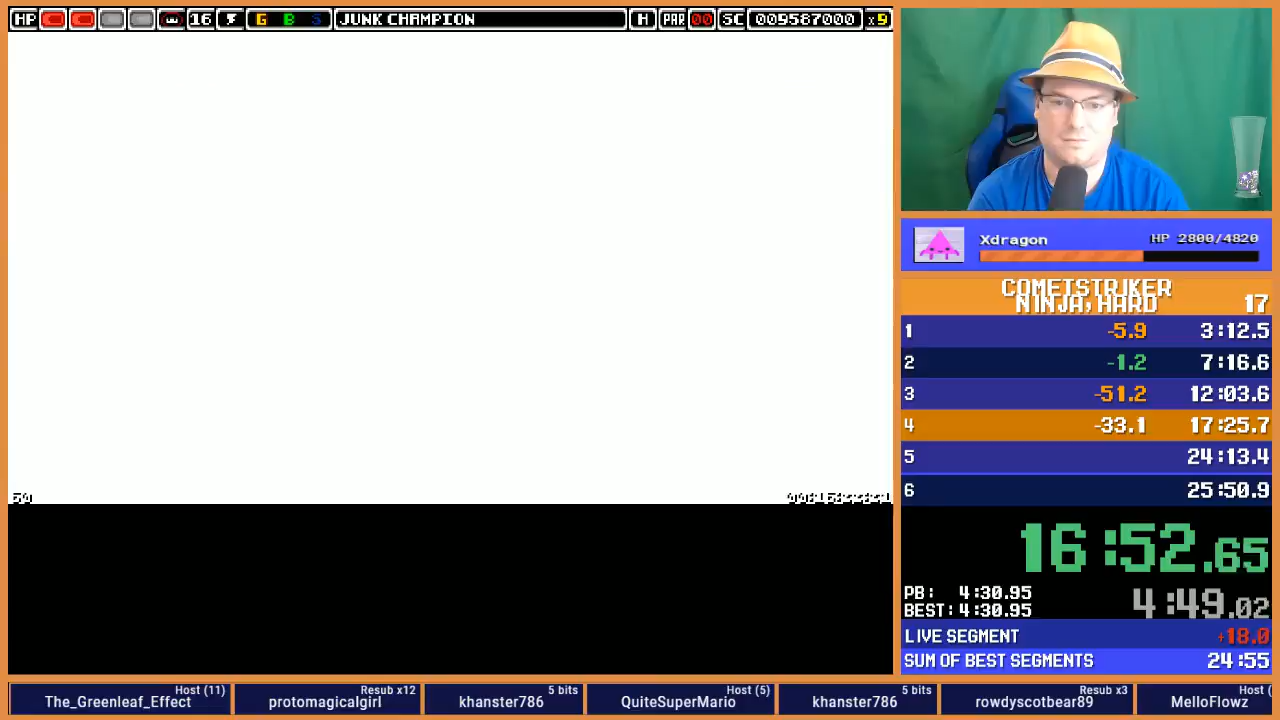 HP 16 G B S JUNK CHAMPION H PAR 00 SC 009587000 x9
Xdragon HP 2800/4820
COMETSTRIKER
NINJA, HARD 17
1 -5.9 3:12.5
2 -1.2 7:16.6
3 -51.2 12:03.6
4 -33.1 17:25.7
5 24:13.4
6 25:50.9
16:52.65
PB: 4:30.95
BEST: 4:30.95
4:49.02
LIVE SEGMENT +18.0
SUM OF BEST SEGMENTS 24:55
Host (11) Resub x12 5 bits Host (5) 5 bits Resub x3 Host (
The_Greenleaf_Effect protomagicalgirl khanster786 QuiteSuperMario khanster786 rowdyscotbear89 MelloFlowz